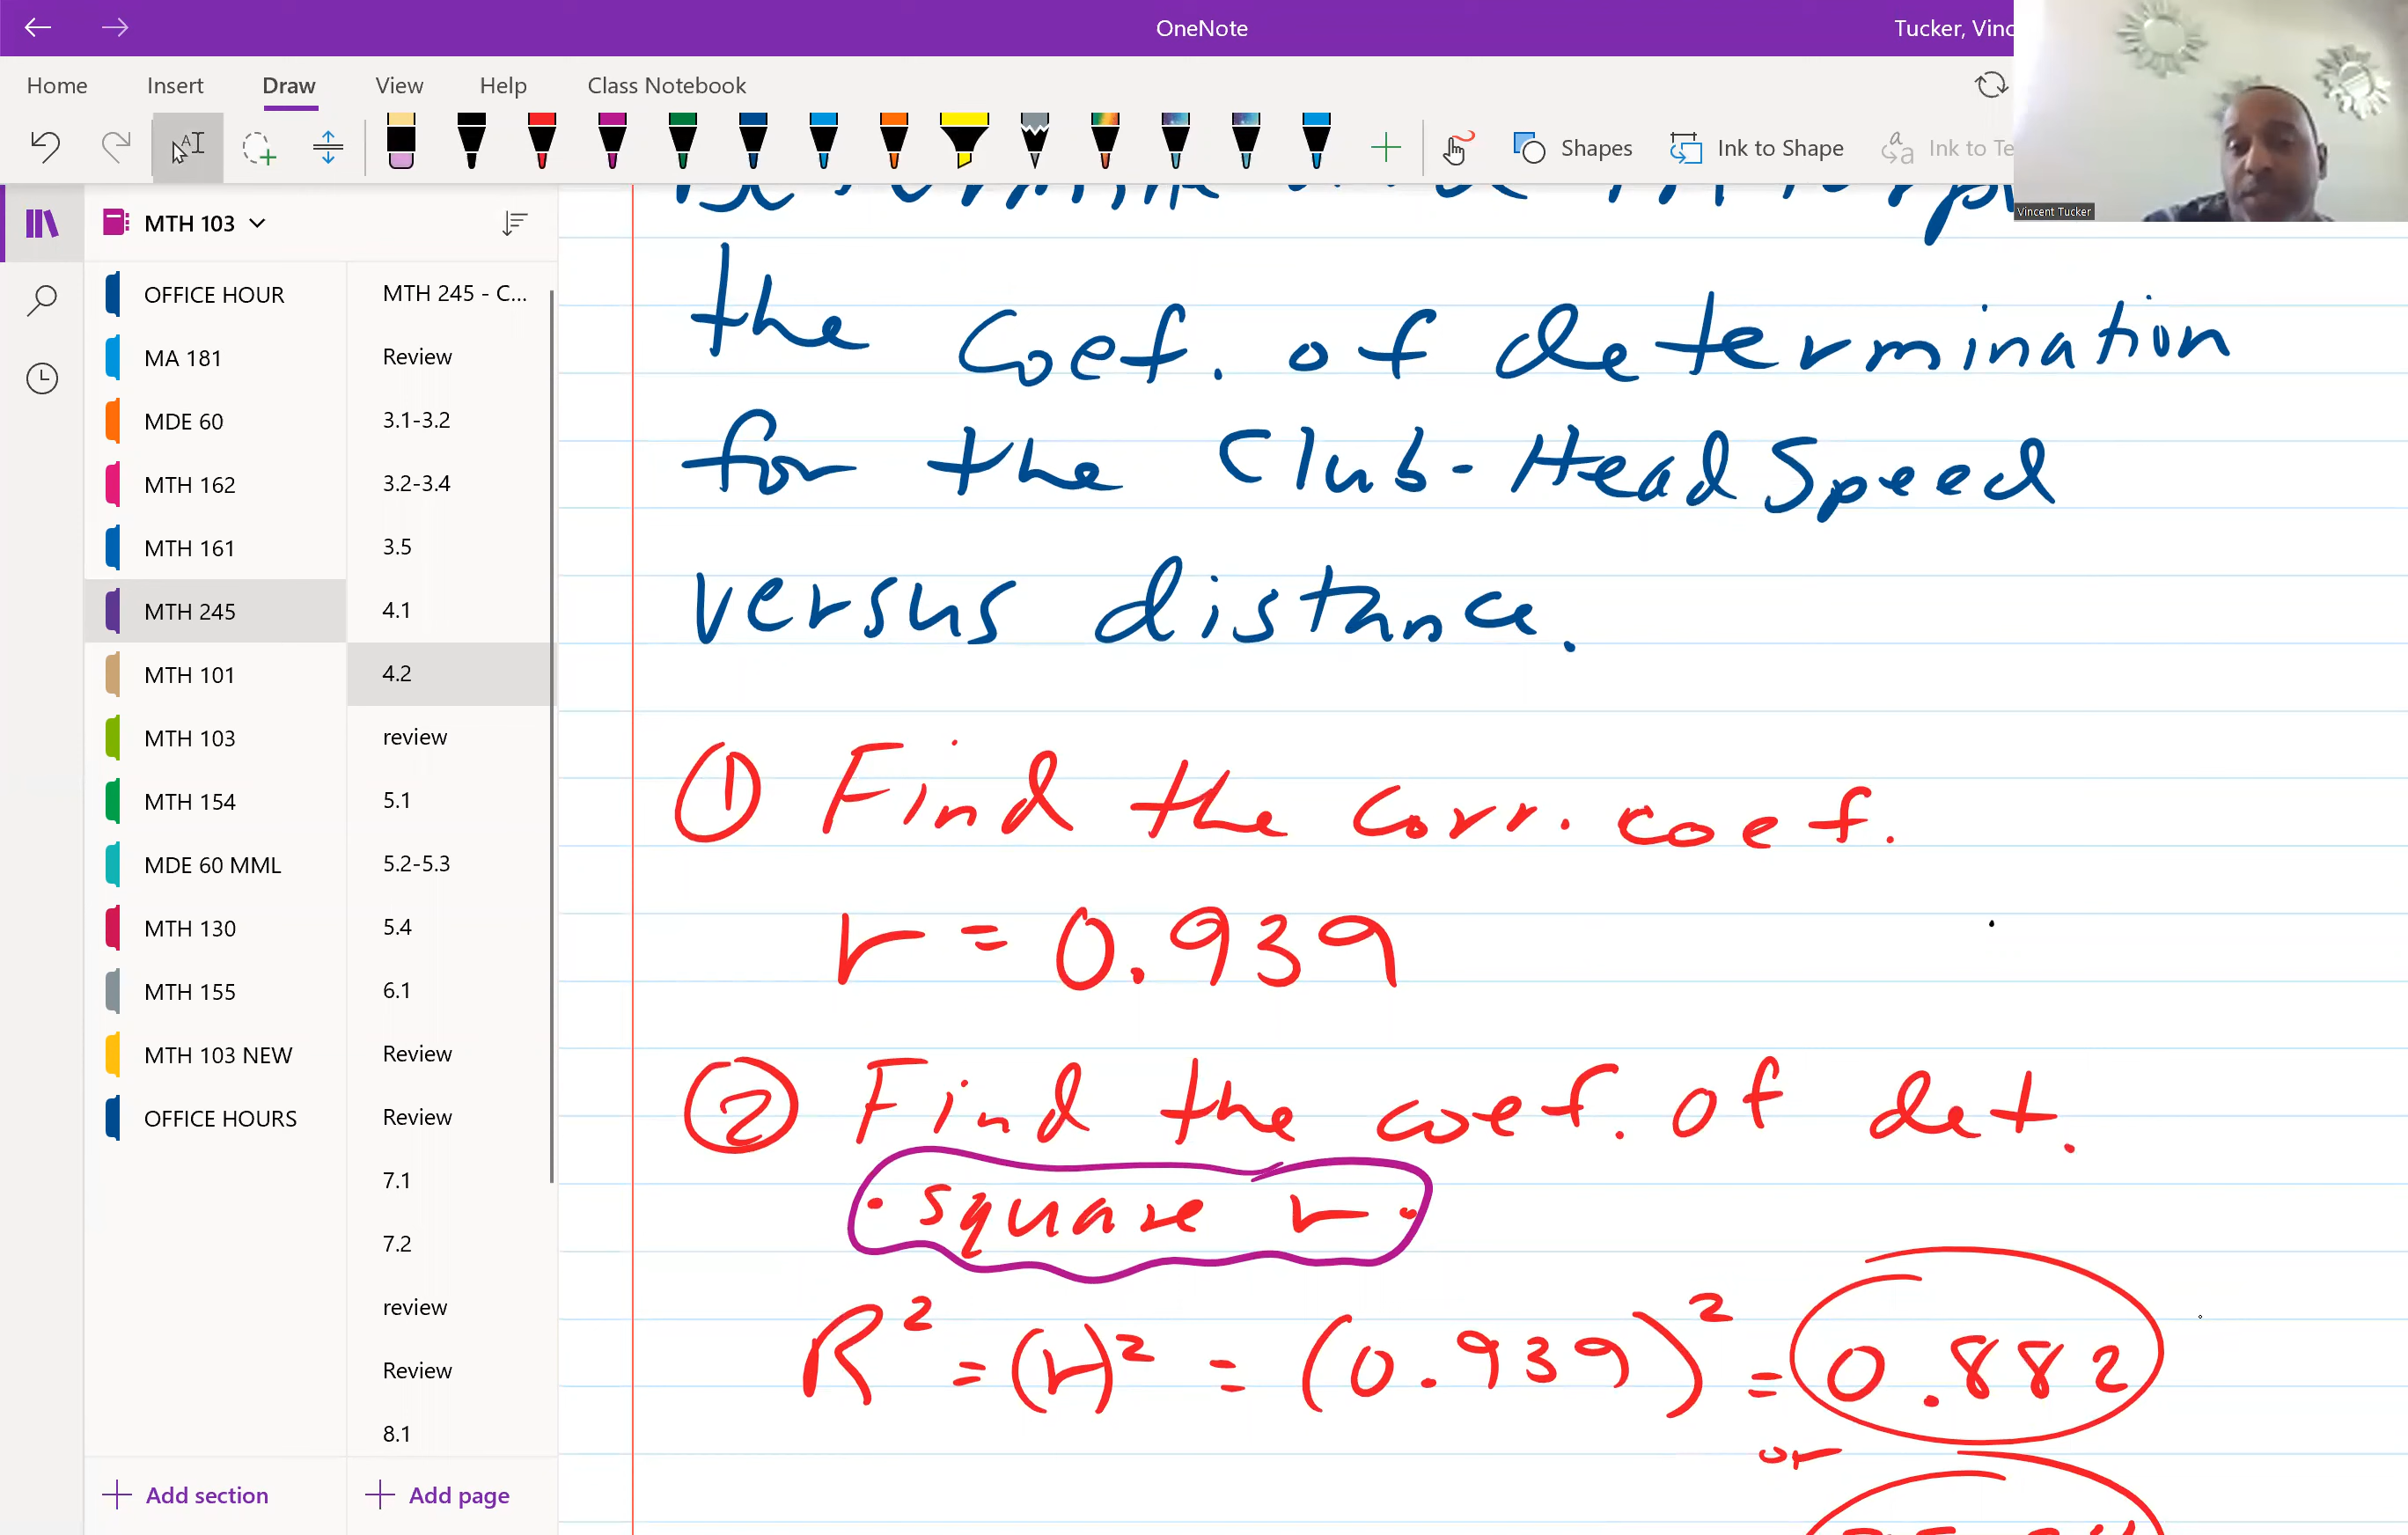 OneNote
Tucker, Vinc
Home Insert Draw View Help Class Notebook
Shapes Ink to Shape Ink to Te
Vincent Tucker
MTH 103
OFFICE HOUR
MA 181
MDE 60
MTH 162
MTH 161
MTH 245
MTH 101
MTH 103
MTH 154
MDE 60 MML
MTH 130
MTH 155
MTH 103 NEW
OFFICE HOURS
Add section
MTH 245 - C...
Review
3.1-3.2
3.2-3.4
3.5
4.1
4.2
review
5.1
5.2-5.3
5.4
6.1
Review
Review
7.1
7.2
review
Review
8.1
Add page
the Coef. of determination
for the Club-Head Speed
versus distance.
① Find the Corr. coef.
r = 0.939
② Find the coef. of det.
• square r.
R² = (r)² = (0.939)² = 0.882
or